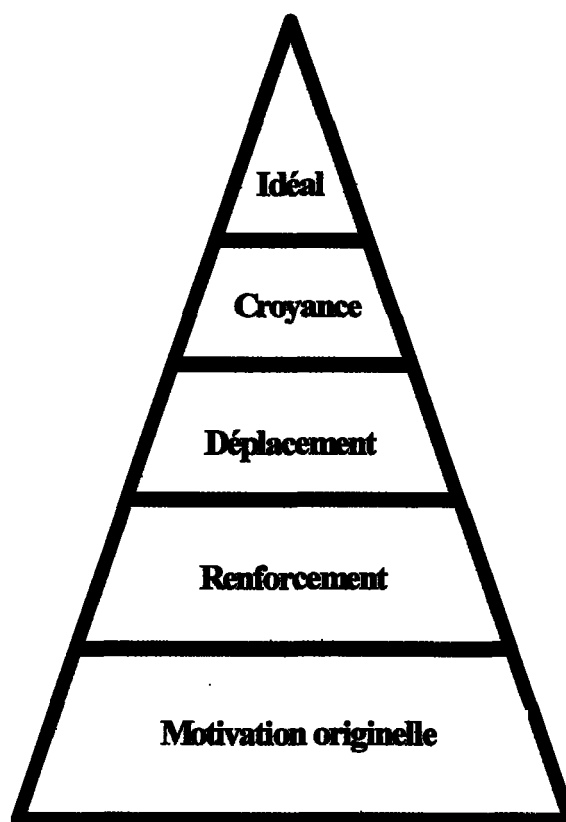 Idéal
Croyance
Déplacement
Renforcement
Motivation originelle